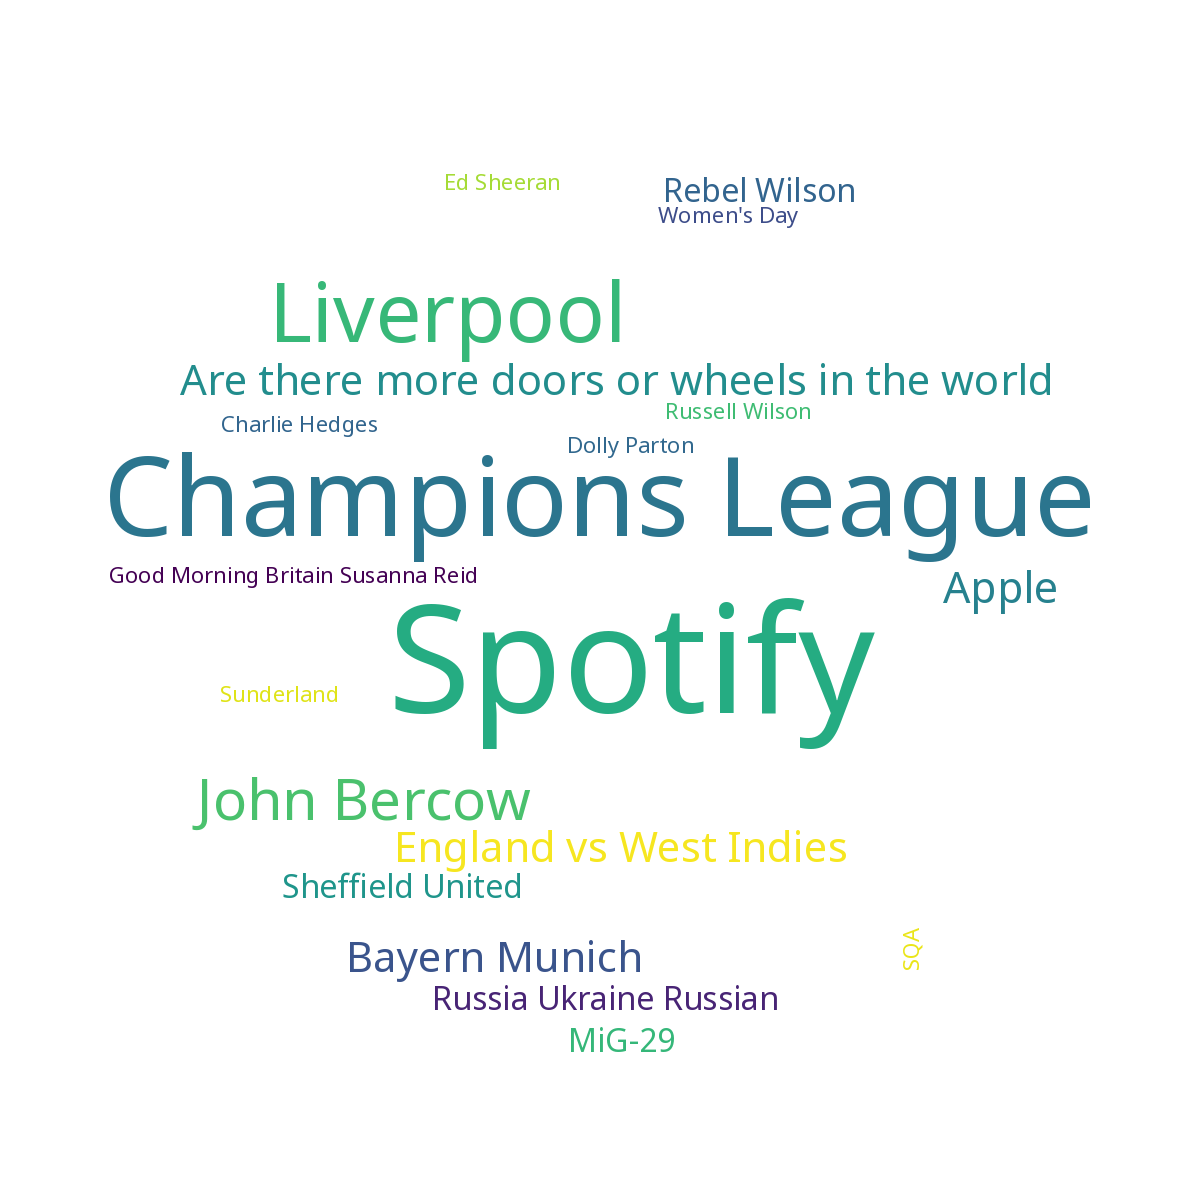 Ed Sheeran
Rebel Wilson
Women's Day
Liverpool
Are there more doors or wheels in the world
Russell Wilson
Charlie Hedges
Dolly Parton
Champions League
Good Morning Britain Susanna Reid
Apple
Spotify
Sunderland
John Bercow
England vs West Indies
Sheffield United
SQA
Bayern Munich
Russia Ukraine Russian
MiG-29